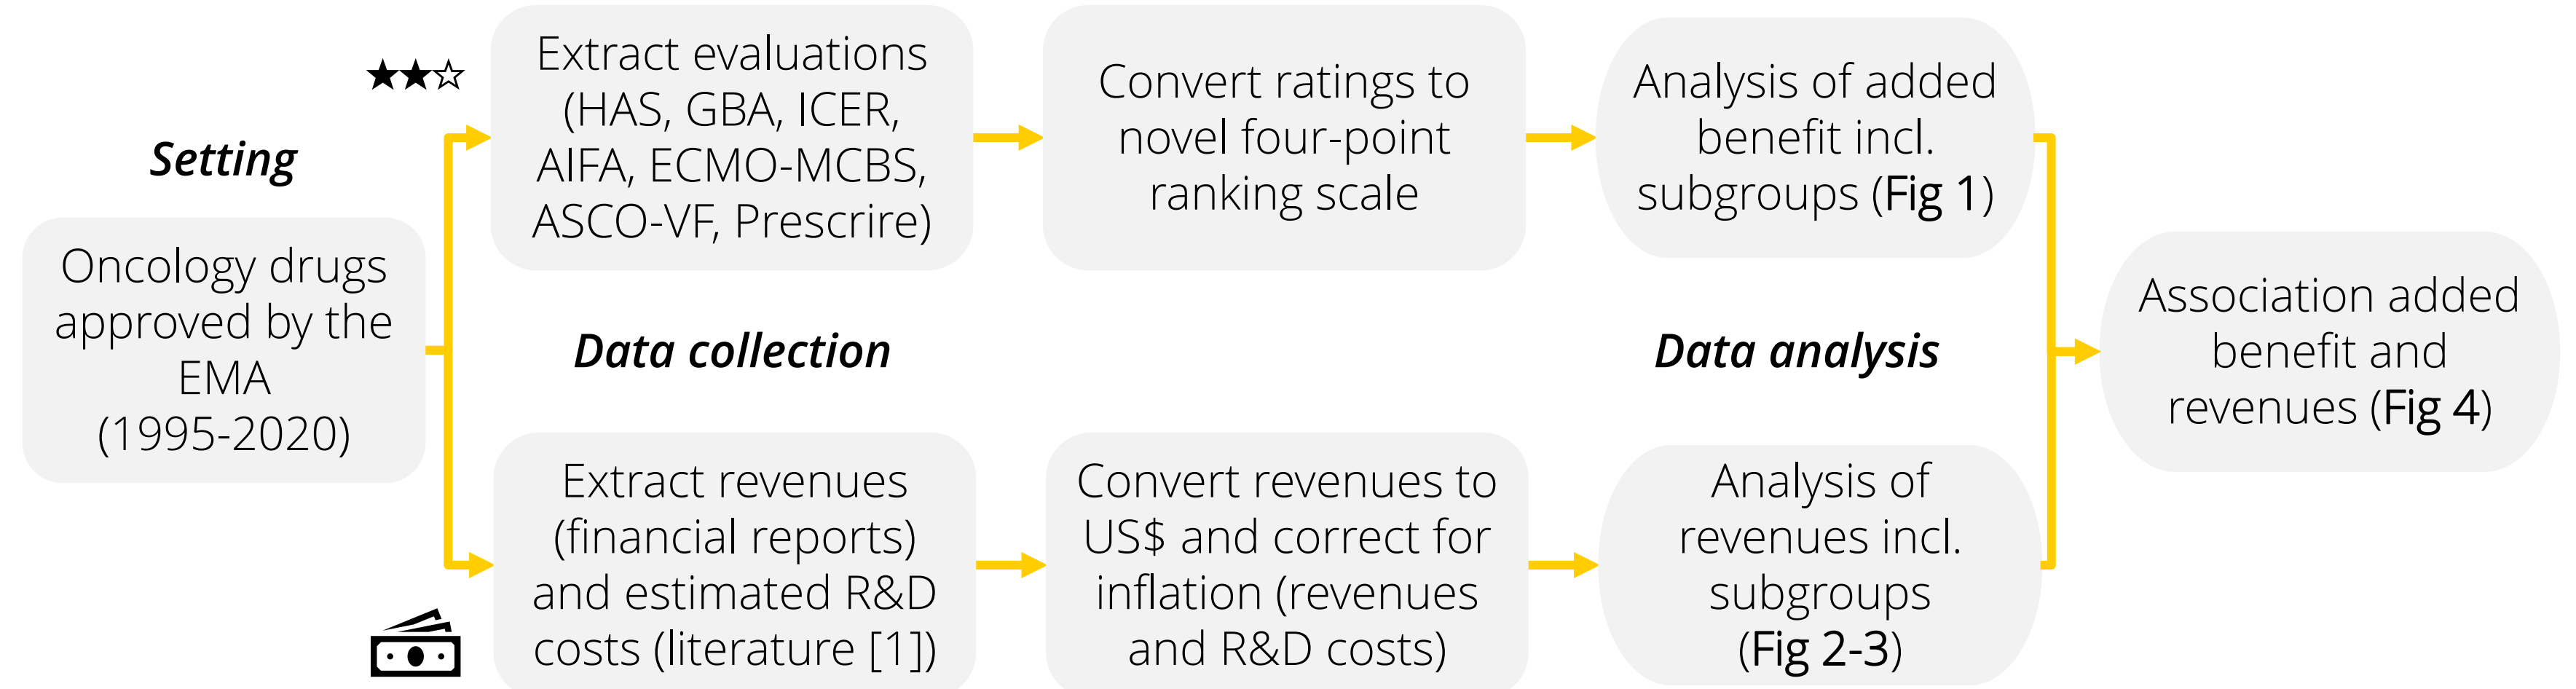 Setting
Oncology drugs
approved by the
EMA
(1995-2020)
Extract evaluations
(HAS, GBA, ICER,
AIFA, ECMO-MCBS,
ASCO-VF, Prescrire)
Convert ratings to
novel four-point
ranking scale
Analysis of added
benefit incl.
subgroups (Fig 1)
Data collection
Data analysis
Extract revenues
(financial reports)
and estimated R&D
costs (literature [1])
Convert revenues to
US$ and correct for
inflation (revenues
and R&D costs)
Analysis of
revenues incl.
subgroups
(Fig 2-3)
Association added
benefit and
revenues (Fig 4)